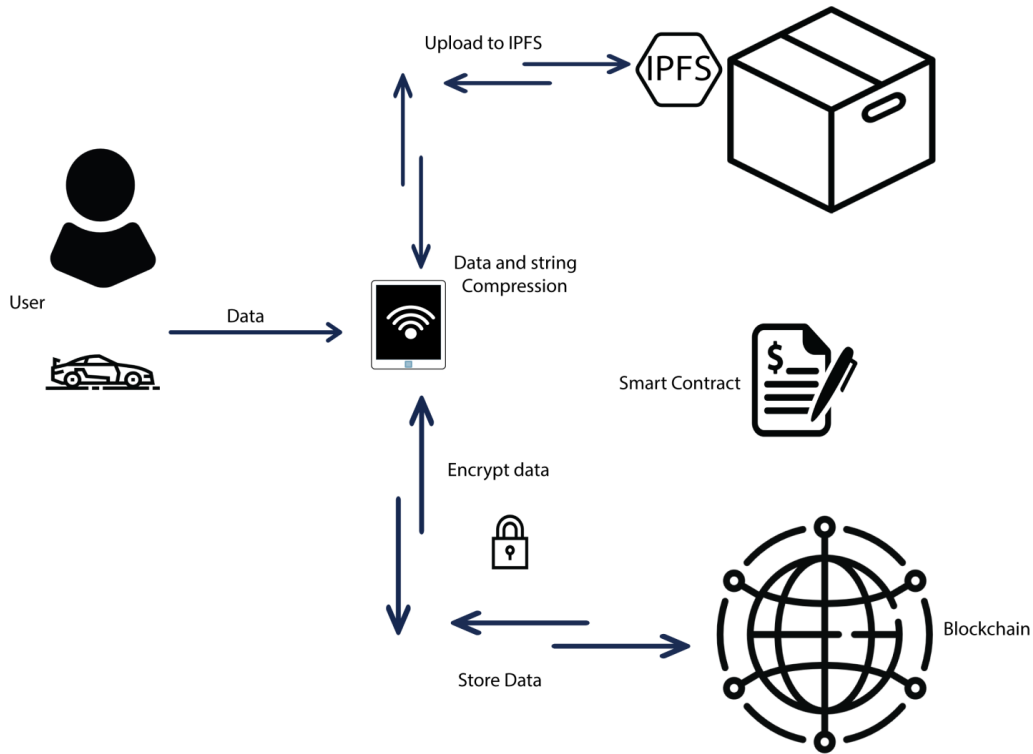 Upload to IPFS
IPFS
Data and string
Compression
User
Data
$
Smart Contract
Encrypt data
Blockchain
Store Data